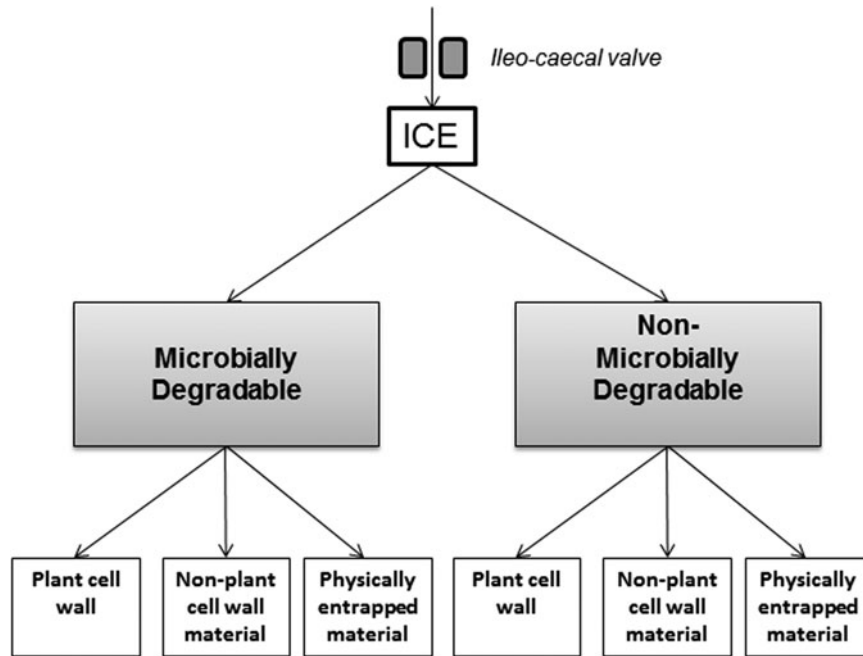 Ileo-caecal valve
ICE
Microbially
Degradable
Non-
Microbially
Degradable
Plant cell
wall
Non-plant
cell wall
material
Physically
entrapped
material
Plant cell
wall
Non-plant
cell wall
material
Physically
entrapped
material